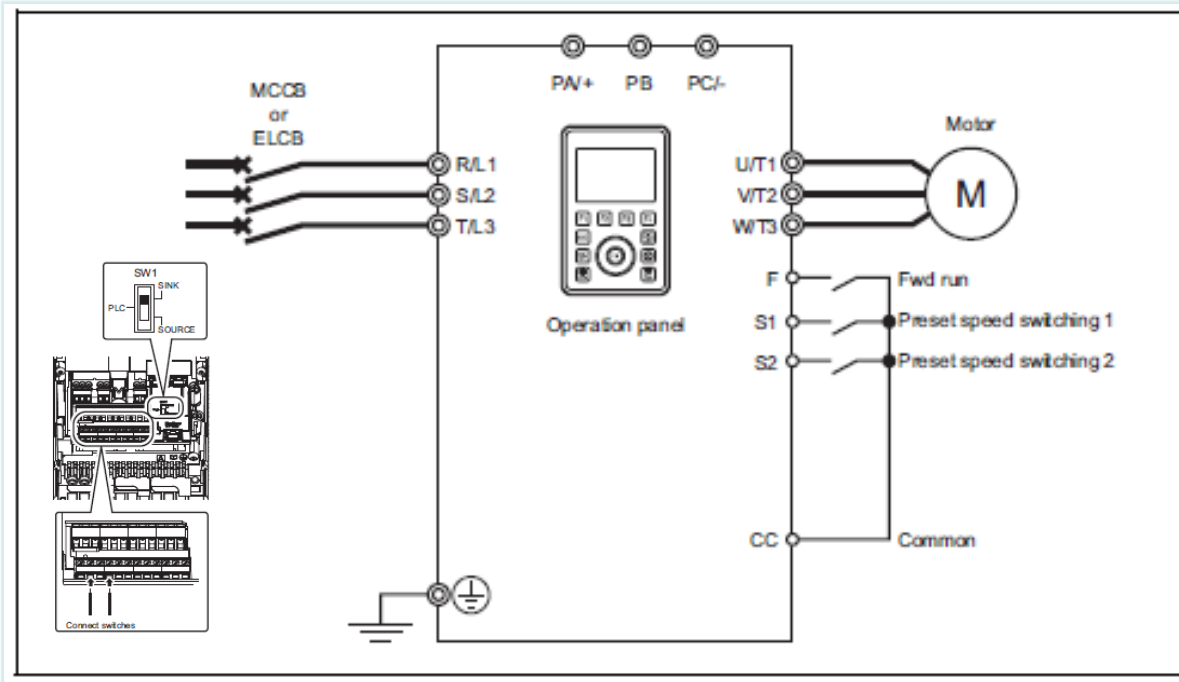 PA/+ PB PC/-
MCCB
or
ELCB
Motor
R/L1
S/L2
T/L3
U/T1
V/T2
W/T3
M
SW1
SINK
PLC
SOURCE
Operation panel
F
Fwd run
S1
Preset speed switching 1
S2
Preset speed switching 2
CC
Common
Connect switches